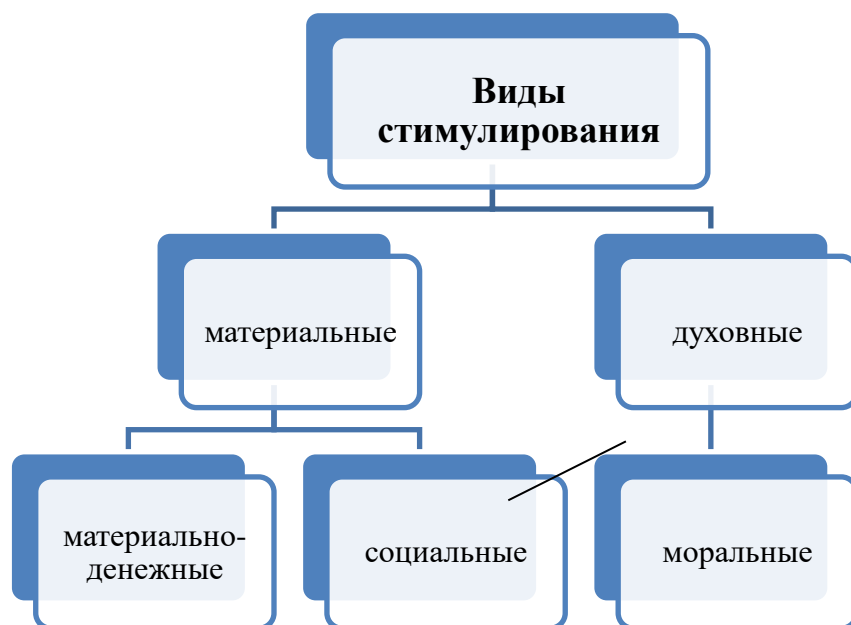 Виды
стимулирования
материальные
духовные
материально-
денежные
социальные
моральные